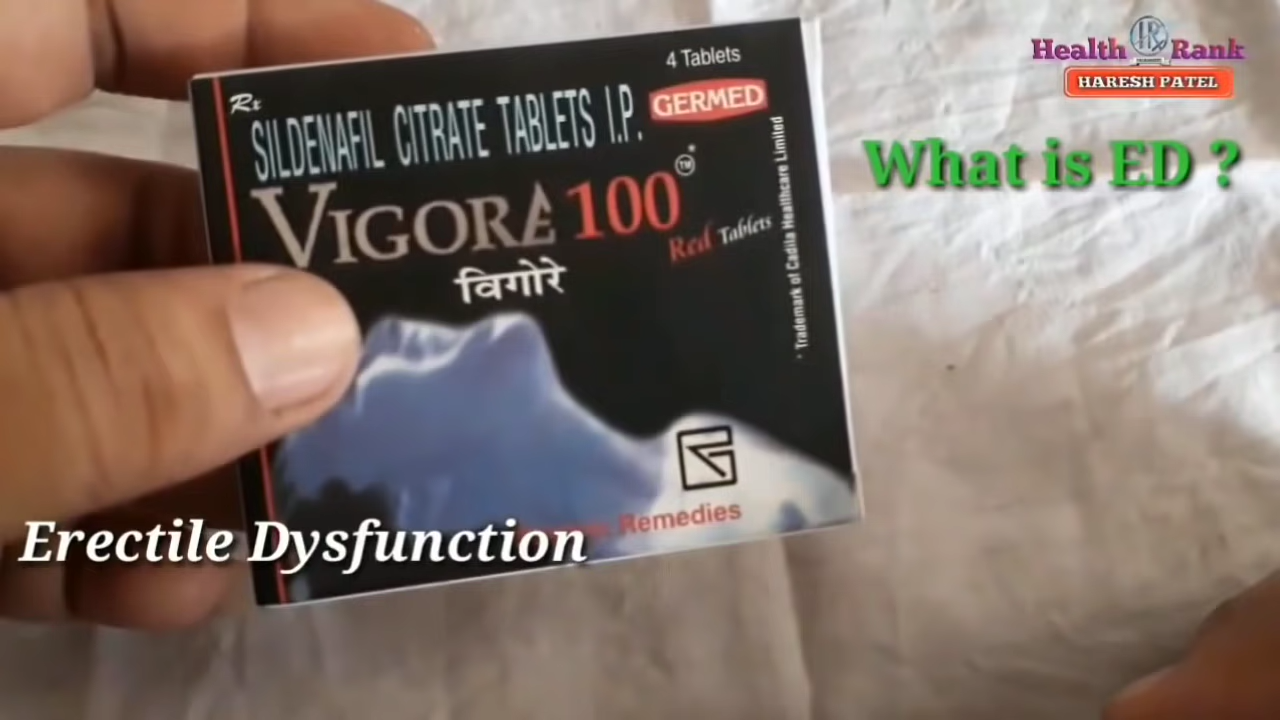 Health Rank
HARESH PATEL
What is ED ?
4 Tablets
Rx
SILDENAFIL CITRATE TABLETS I.P.
GERMED
VIGORE 100 TM*
Red Tablets
विगोरे
* Trademark of Cadila Healthcare Limited
Remedies
Erectile Dysfunction